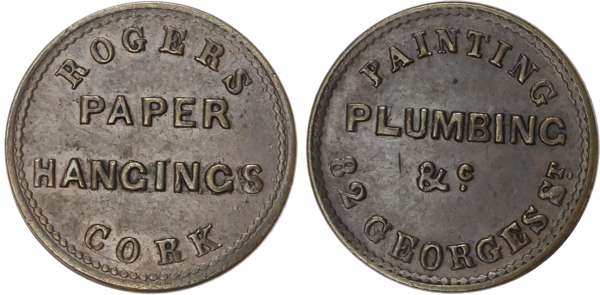 ROGERS
PAPER
HANGINGS
CORK
PAINTING
PLUMBING
& C.
82 GEORGES ST